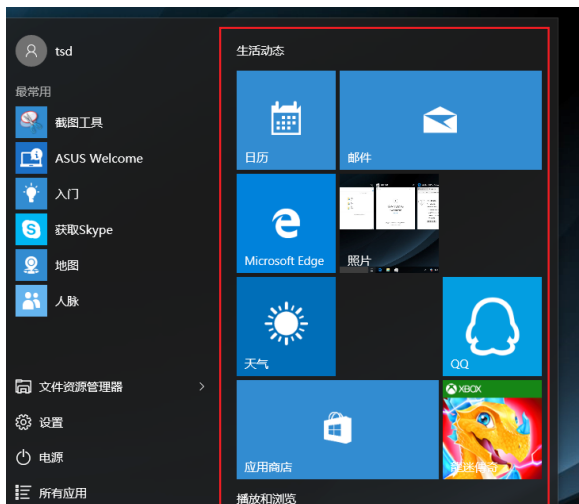 tsd
最常用
截图工具
ASUS Welcome
入门
获取Skype
地图
人脉
文件资源管理器
设置
电源
所有应用
生活动态
日历
邮件
Microsoft Edge
照片
天气
QQ
应用商店
XBOX
播放和浏览